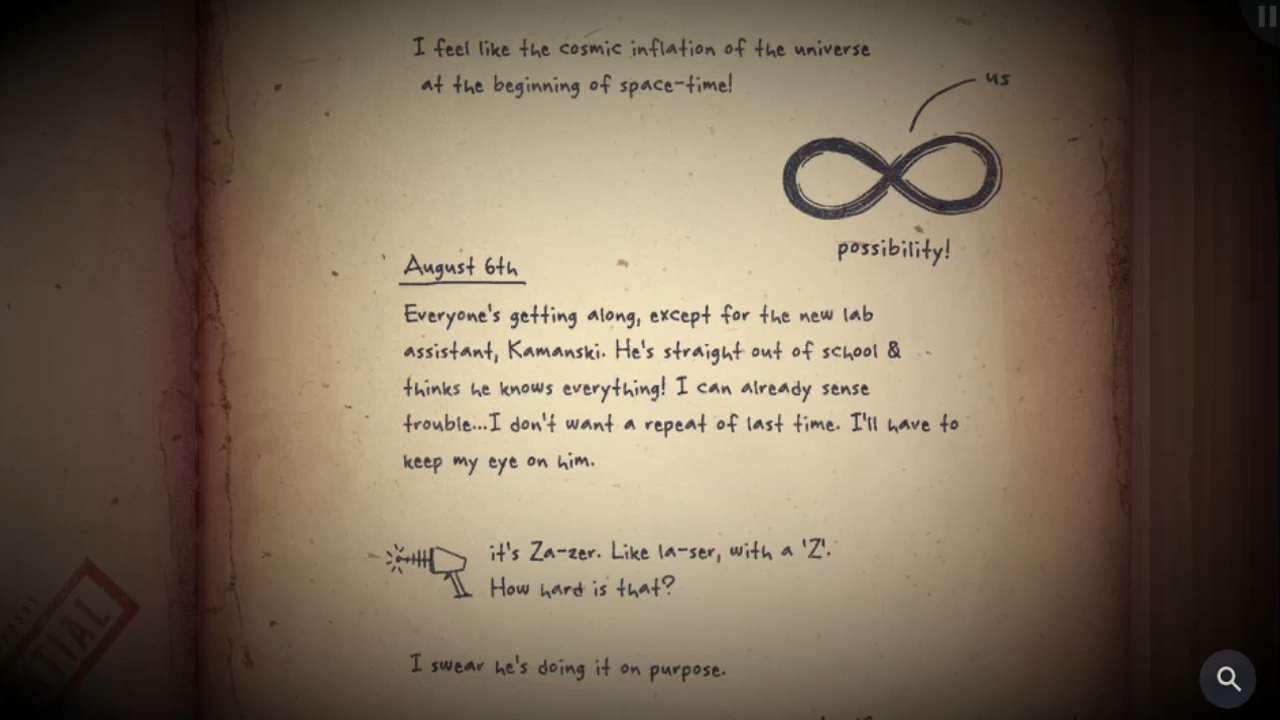 I feel like the cosmic inflation of the universe
at the beginning of space-time!
us
possibility!
August 6th
Everyone's getting along, except for the new lab
assistant, Kamanski. He's straight out of school &
thinks he knows everything! I can already sense
trouble...I don't want a repeat of last time. I'll have to
keep my eye on him.
it's Za-zer. Like la-ser, with a 'Z'.
How hard is that?
I swear he's doing it on purpose.
TIAL